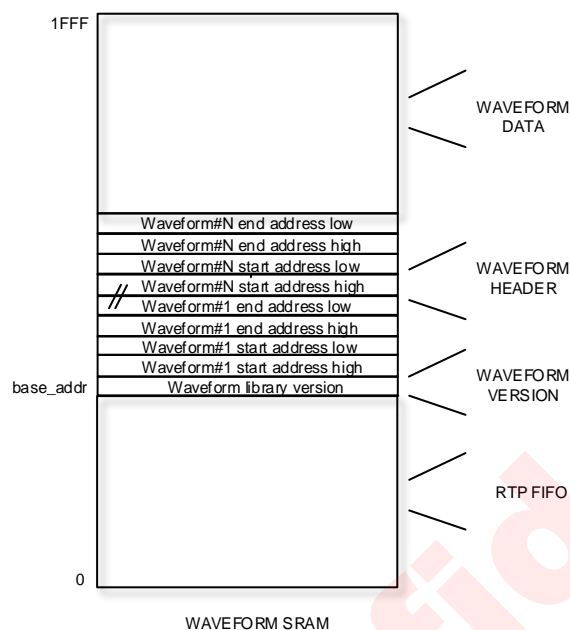 1FFF
WAVEFORM
DATA
Waveform#N end address low
Waveform#N end address high
Waveform#N start address low
Waveform#N start address high
Waveform#1 end address low
Waveform#1 end address high
Waveform#1 start address low
Waveform#1 start address high
WAVEFORM
HEADER
base_addr
Waveform library version
WAVEFORM
VERSION
RTP FIFO
0
WAVEFORM SRAM